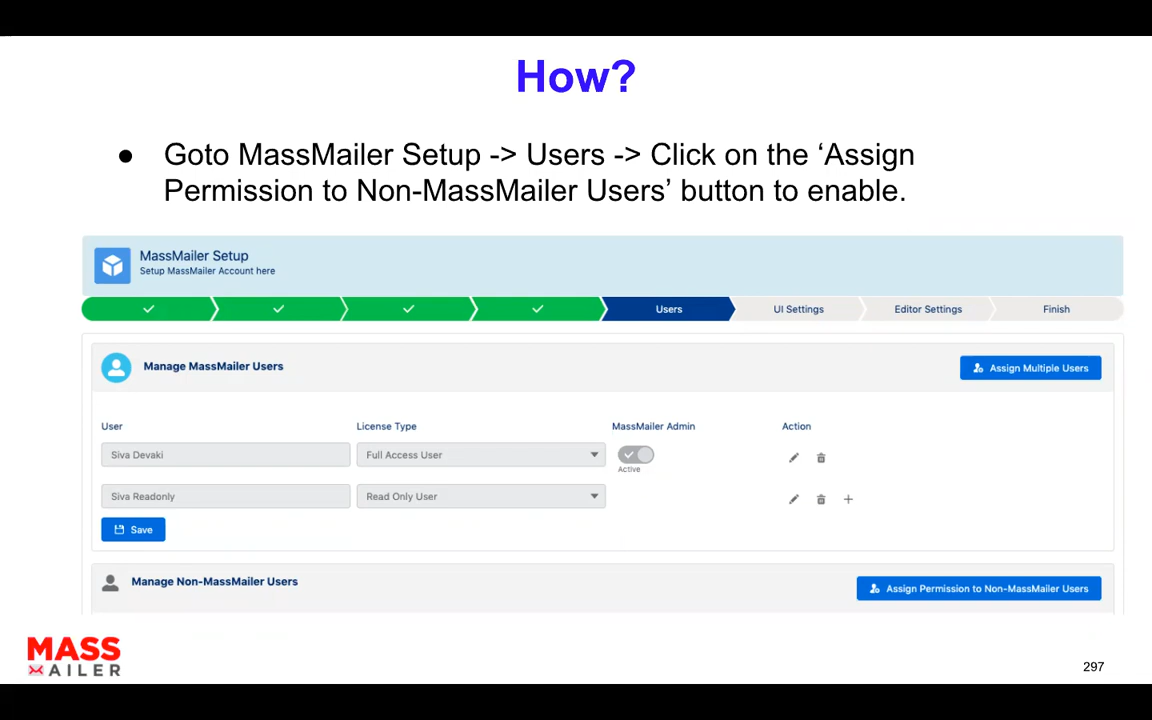 How?
● Goto MassMailer Setup -> Users -> Click on the ‘Assign
Permission to Non-MassMailer Users’ button to enable.
MassMailer Setup
Setup MassMailer Account here
Users
UI Settings
Editor Settings
Finish
Manage MassMailer Users
Assign Multiple Users
User
License Type
MassMailer Admin
Action
Siva Devaki
Full Access User
Active
Siva Readonly
Read Only User
Save
Manage Non-MassMailer Users
Assign Permission to Non-MassMailer Users
MASS
MAILER
297